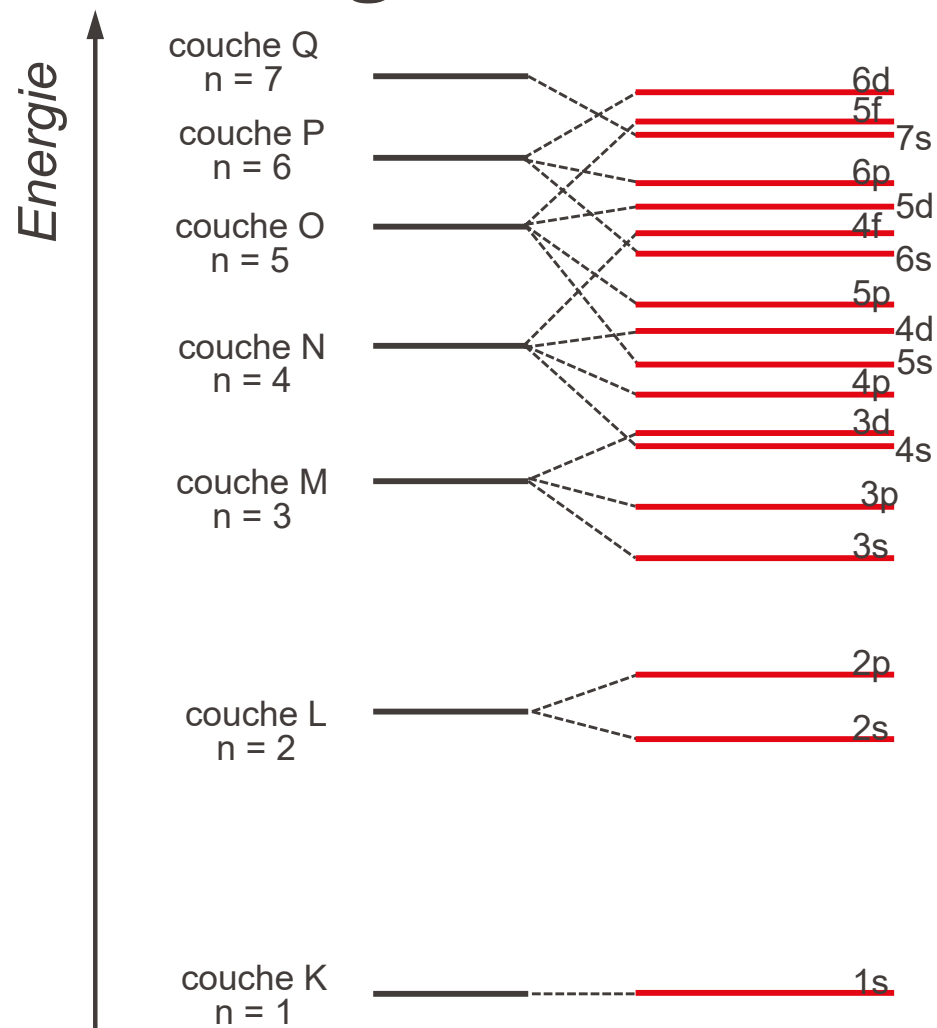 Energie
couche Q
n = 7
couche P
n = 6
couche O
n = 5
couche N
n = 4
couche M
n = 3
couche L
n = 2
couche K
n = 1
6d
5f
7s
6p
5d
4f
6s
5p
4d
5s
4p
3d
4s
3p
3s
2p
2s
1s